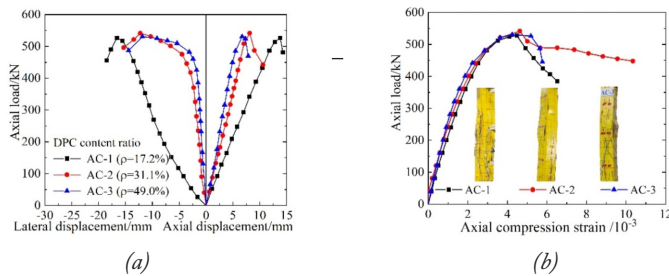 (a)
600
500
400
300
200
100
0
Axial load/kN
DPC content ratio
AC-1 (ρ=17.2%)
AC-2 (ρ=31.1%)
AC-3 (ρ=49.0%)
-30 -25 -20 -15 -10 -5 0 5 10 15
Lateral displacement/mm Axial displacement/mm
(a)
(b)
600
500
400
300
200
100
0
Axial load/kN
AC-3
AC-1 AC-2 AC-3
0 2 4 6 8 10 12
Axial compression strain /10⁻³
(b)